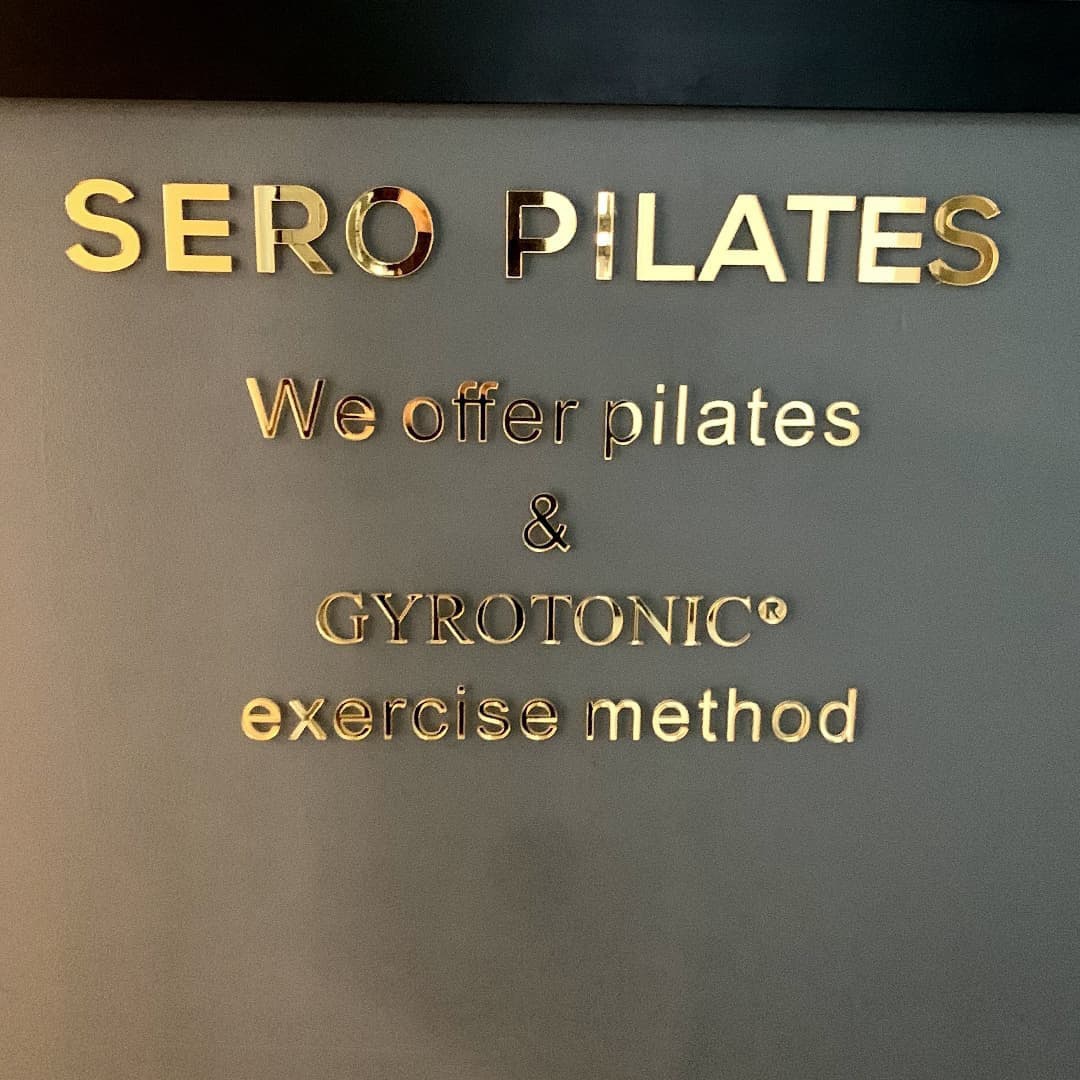 SERO PILATES
We offer pilates
&
GYROTONIC®
exercise method